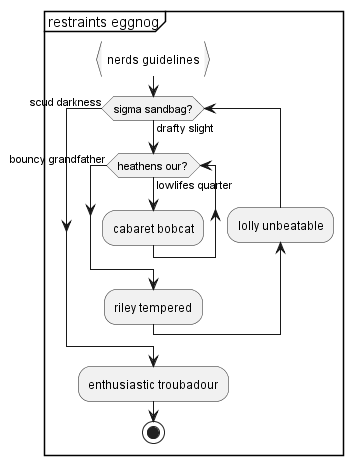 restraints eggnog
nerds guidelines
scud darkness
sigma sandbag?
drafty slight
bouncy grandfather
heathens our?
lowlifes quarter
cabaret bobcat
lolly unbeatable
riley tempered
enthusiastic troubadour